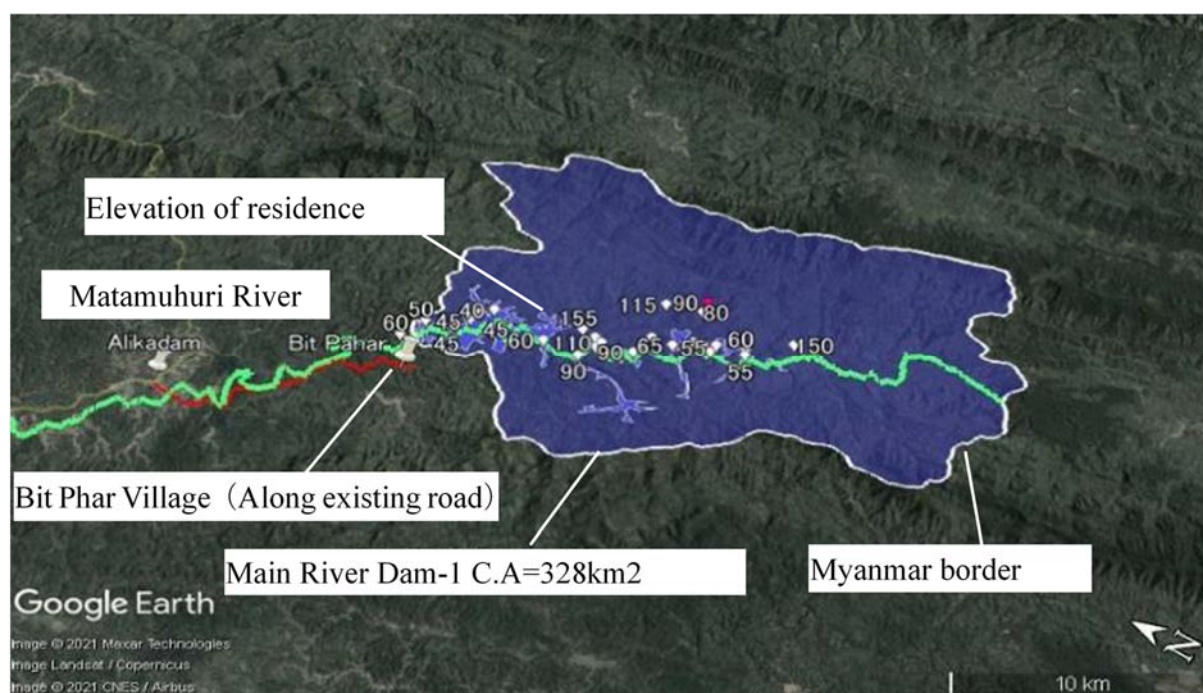 Elevation of residence
Matamuhuri River
Alikadam
Bit Pahar
60
50
45
40
45
45
60
155
110
90
90
65
55
115
90
80
60
55
150
Bit Phar Village（Along existing road）
Main River Dam-1 C.A=328km2
Myanmar border
Google Earth
Image © 2021 Maxar Technologies
Image Landsat / Copernicus
Image © 2021 CNES / Airbus
N
10 km